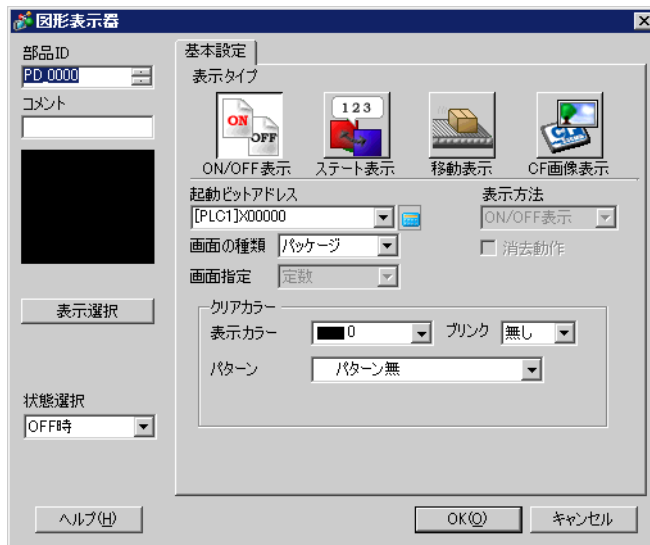 図形表示器
部品ID
PD_0000
コメント
表示選択
状態選択
OFF時
基本設定
表示タイプ
ON
OFF
123
ON/OFF表示 ステート表示 移動表示 CF画像表示
起動ビットアドレス 表示方法
[PLC1]X00000 ON/OFF表示
画面の種類 パッケージ 消去動作
画面指定 定数
クリアカラー
表示カラー 0 ブリンク 無し
パターン パターン無
ヘルプ(H) OK(O) キャンセル